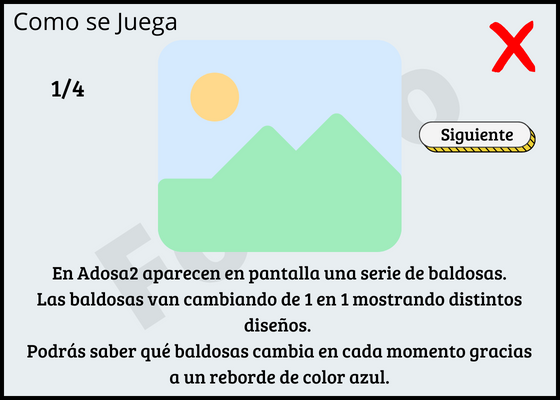 Como se Juega
1/4
Siguiente
En Adosa2 aparecen en pantalla una serie de baldosas.
Las baldosas van cambiando de 1 en 1 mostrando distintos
diseños.
Podrás saber qué baldosas cambia en cada momento gracias
a un reborde de color azul.